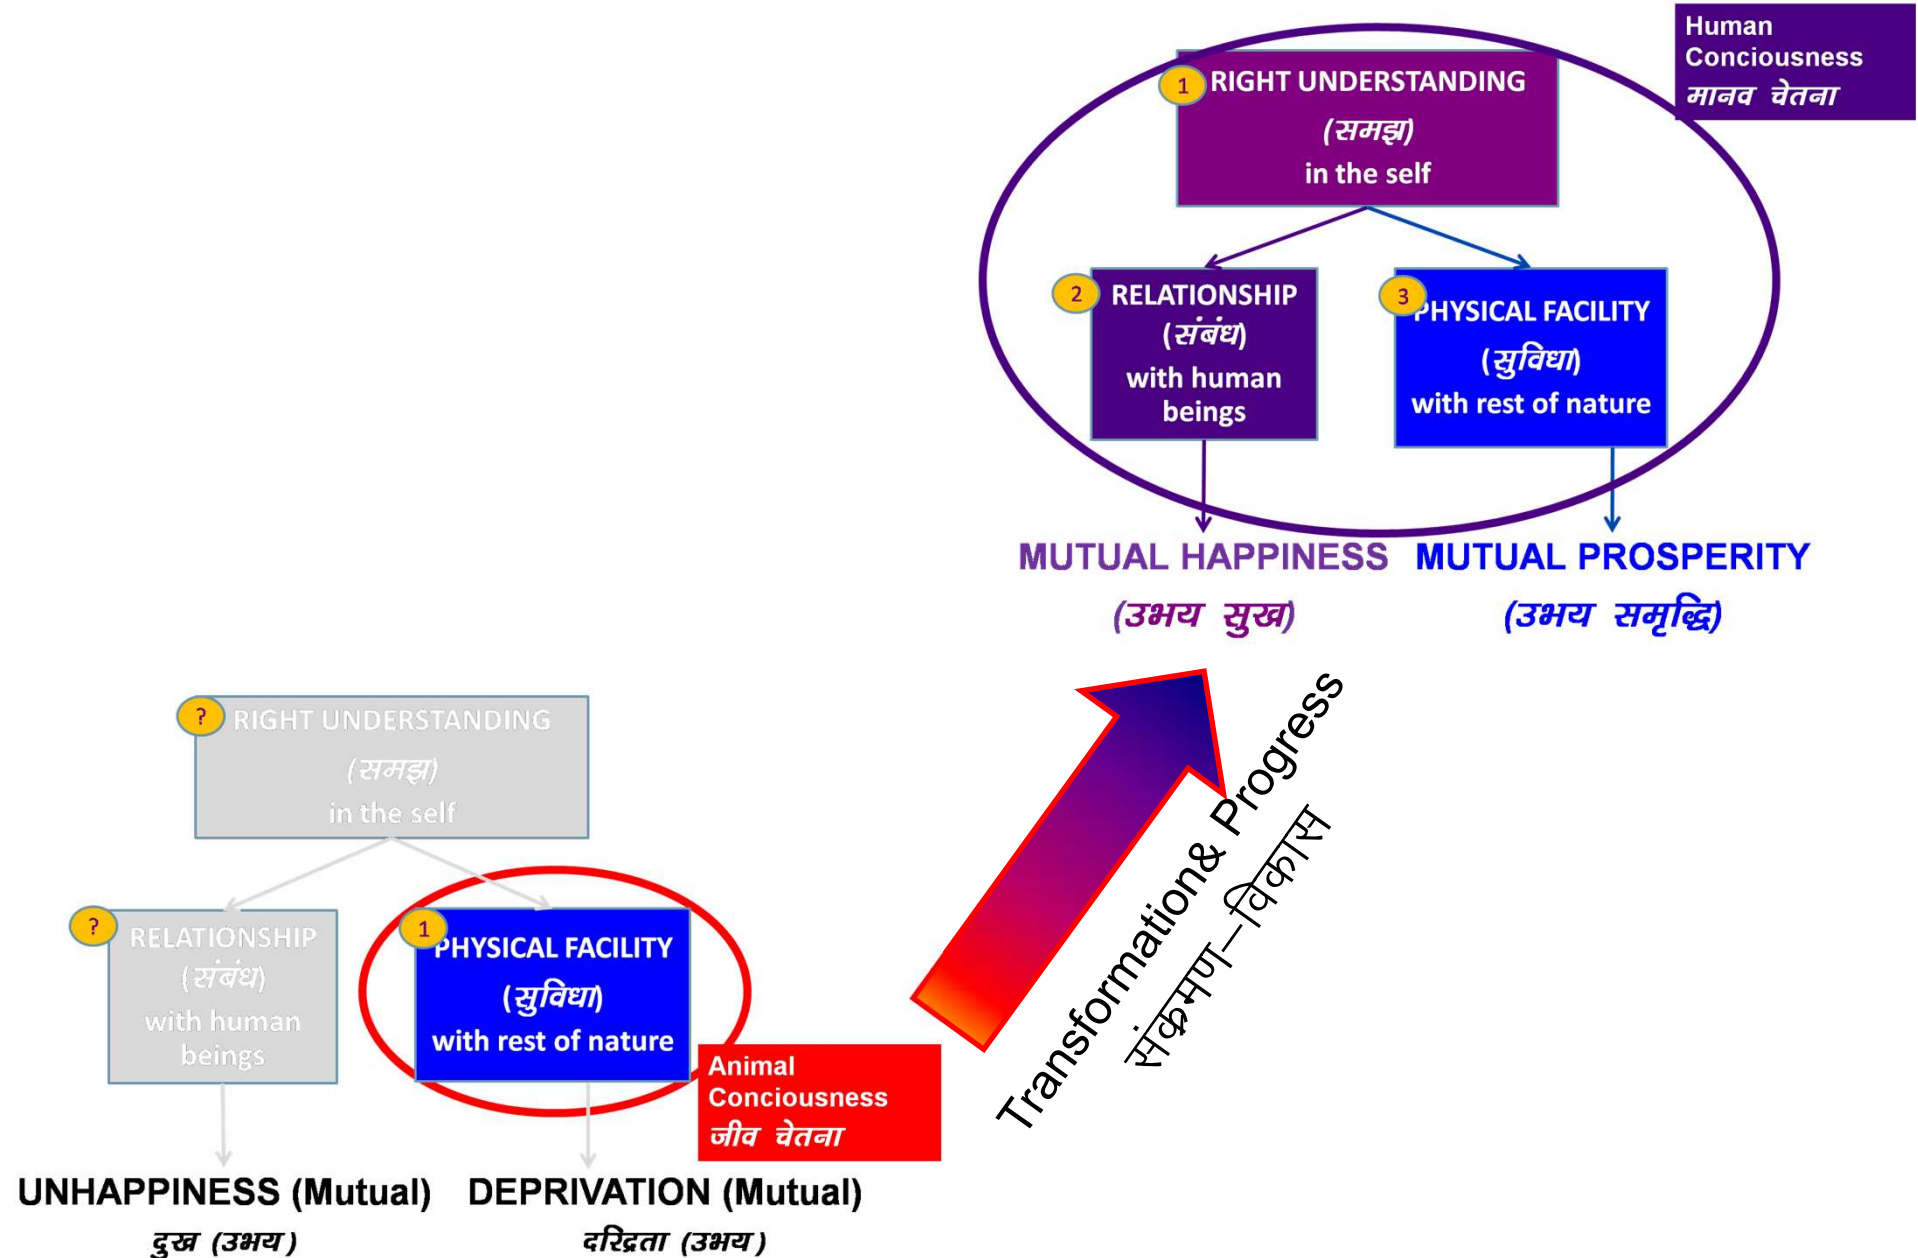 Human
Conciousness
मानव चेतना
1
RIGHT UNDERSTANDING
(समझ)
in the self
2
RELATIONSHIP
(संबंध)
with human
beings
3
PHYSICAL FACILITY
(सुविधा)
with rest of nature
MUTUAL HAPPINESS
(उभय सुख)
MUTUAL PROSPERITY
(उभय समृद्धि)
Transformation& Progress
संक्रमण–विकास
?
RIGHT UNDERSTANDING
(समझ)
in the self
?
RELATIONSHIP
(संबंध)
with human
beings
1
PHYSICAL FACILITY
(सुविधा)
with rest of nature
Animal
Conciousness
जीव चेतना
UNHAPPINESS (Mutual)
दुख (उभय)
DEPRIVATION (Mutual)
दरिद्रता (उभय)